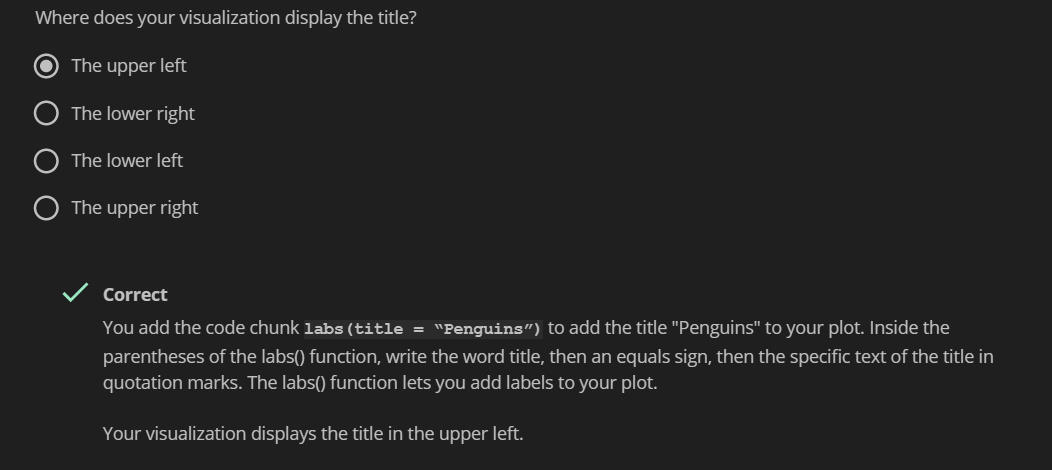 Where does your visualization display the title?
The upper left
The lower right
The lower left
The upper right
Correct
You add the code chunk labs(title = “Penguins”) to add the title "Penguins" to your plot. Inside the
parentheses of the labs() function, write the word title, then an equals sign, then the specific text of the title in
quotation marks. The labs() function lets you add labels to your plot.
Your visualization displays the title in the upper left.